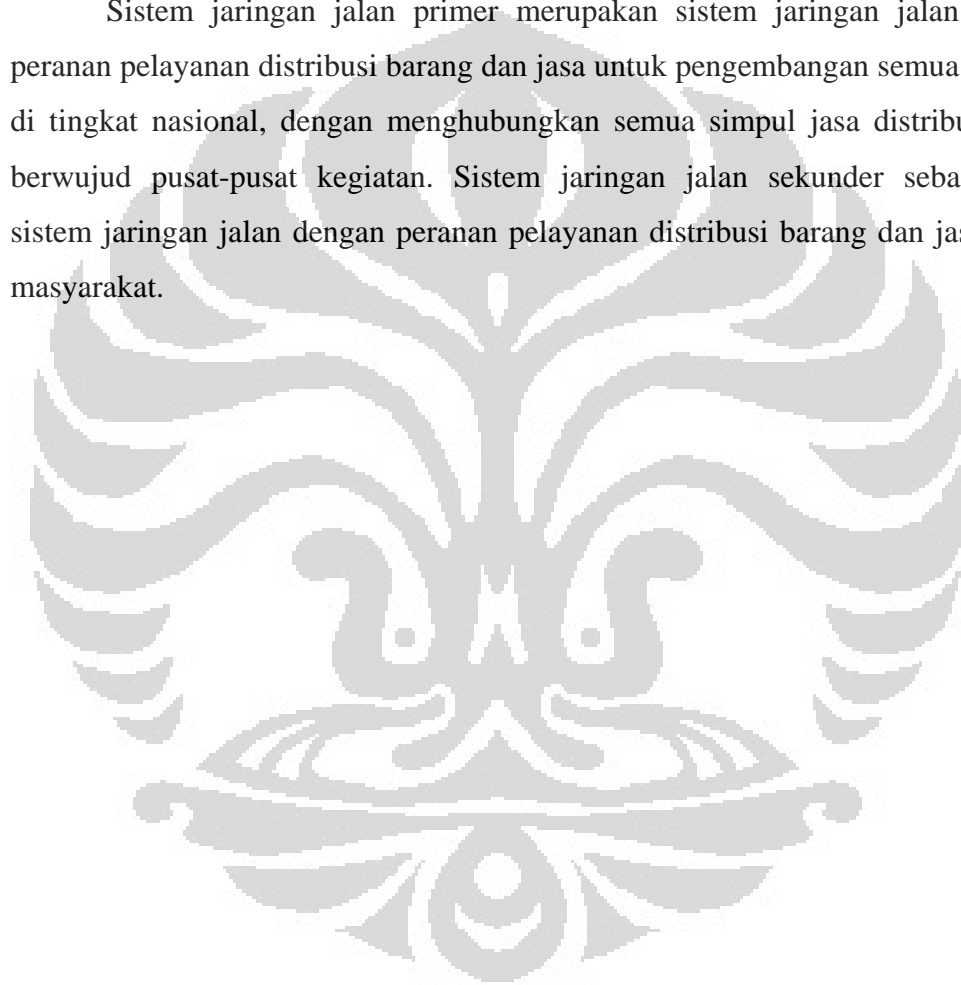 Sistem jaringan jalan primer merupakan sistem jaringan jalan
peranan pelayanan distribusi barang dan jasa untuk pengembangan semua
di tingkat nasional, dengan menghubungkan semua simpul jasa distribu
berwujud pusat-pusat kegiatan. Sistem jaringan jalan sekunder seba
sistem jaringan jalan dengan peranan pelayanan distribusi barang dan jas
masyarakat.